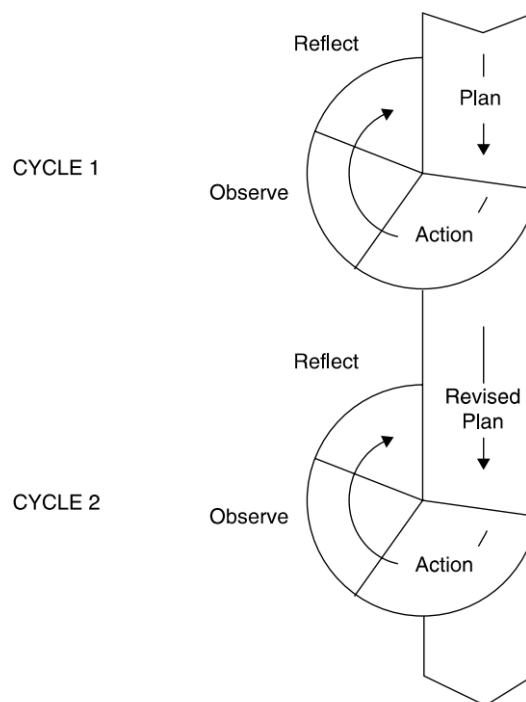 Reflect
Plan
CYCLE 1
Observe
Action
Reflect
Revised
Plan
CYCLE 2
Observe
Action